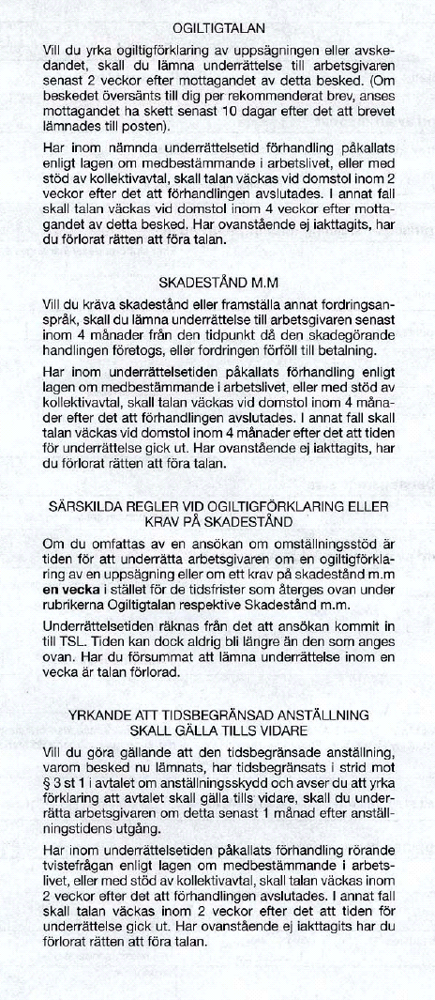 OGILTIGTALAN
Vill du yrka ogiltigförklaring av uppsägningen eller avske-
dandet, skall du lämna underrättelse till arbetsgivaren
senast 2 veckor efter mottagandet av detta besked. (Om
beskedet översänts till dig per rekommenderat brev, anses
mottagandet ha skett senast 10 dagar efter det att brevet
lämnades till posten).
Har inom nämnda underrättelsetid förhandling påkallats
enligt lagen om medbestämmande i arbetslivet, eller med
stöd av kollektivavtal, skall talan väckas vid domstol inom 2
veckor efter det att förhandlingen avslutades. I annat fall
skall talan väckas vid domstol inom 4 veckor efter motta-
gandet av detta besked. Har ovanstående ej iakttagits, har
du förlorat rätten att föra talan.
SKADESTÅND M.M
Vill du kräva skadestånd eller framställa annat fordringsan-
språk, skall du lämna underrättelse till arbetsgivaren senast
inom 4 månader från den tidpunkt då den skadegörande
handlingen företogs, eller fordringen förföll till betalning.
Har inom underrättelsetiden påkallats förhandling enligt
lagen om medbestämmande i arbetslivet, eller med stöd av
kollektivavtal, skall talan väckas vid domstol inom 4 måna-
der efter det att förhandlingen avslutades. I annat fall skall
talan väckas vid domstol inom 4 månader efter det att tiden
för underrättelse gick ut. Har ovanstående ej iakttagits, har
du förlorat rätten att föra talan.
SÄRSKILDA REGLER VID OGILTIGFÖRKLARING ELLER
KRAV PÅ SKADESTÅND
Om du omfattas av en ansökan om omställningsstöd är
tiden för att underrätta arbetsgivaren om en ogiltigförkla-
ring av en uppsägning eller om ett krav på skadestånd m.m
en vecka i stället för de tidsfrister som återges ovan under
rubrikerna Ogiltigtalan respektive Skadestånd m.m.
Underrättelsetiden räknas från det att ansökan kommit in
till TSL. Tiden kan dock aldrig bli längre än den som anges
ovan. Har du försummat att lämna underrättelse inom en
vecka är talan förlorad.
YRKANDE ATT TIDSBEGRÄNSAD ANSTÄLLNING
SKALL GÄLLA TILLS VIDARE
Vill du göra gällande att den tidsbegränsade anställning,
varom besked nu lämnats, har tidsbegränsats i strid mot
§ 3 st 1 i avtalet om anställningsskydd och avser du att yrka
förklaring att avtalet skall gälla tills vidare, skall du under-
rätta arbetsgivaren om detta senast 1 månad efter anställ-
ningstidens utgång.
Har inom underrättelsetiden påkallats förhandling rörande
tvistefrågan enligt lagen om medbestämmande i arbets-
livet, eller med stöd av kollektivavtal, skall talan väckas inom
2 veckor efter det att förhandlingen avslutades. I annat fall
skall talan väckas inom 2 veckor efter det att tiden för
underrättelse gick ut. Har ovanstående ej iakttagits har du
förlorat rätten att föra talan.